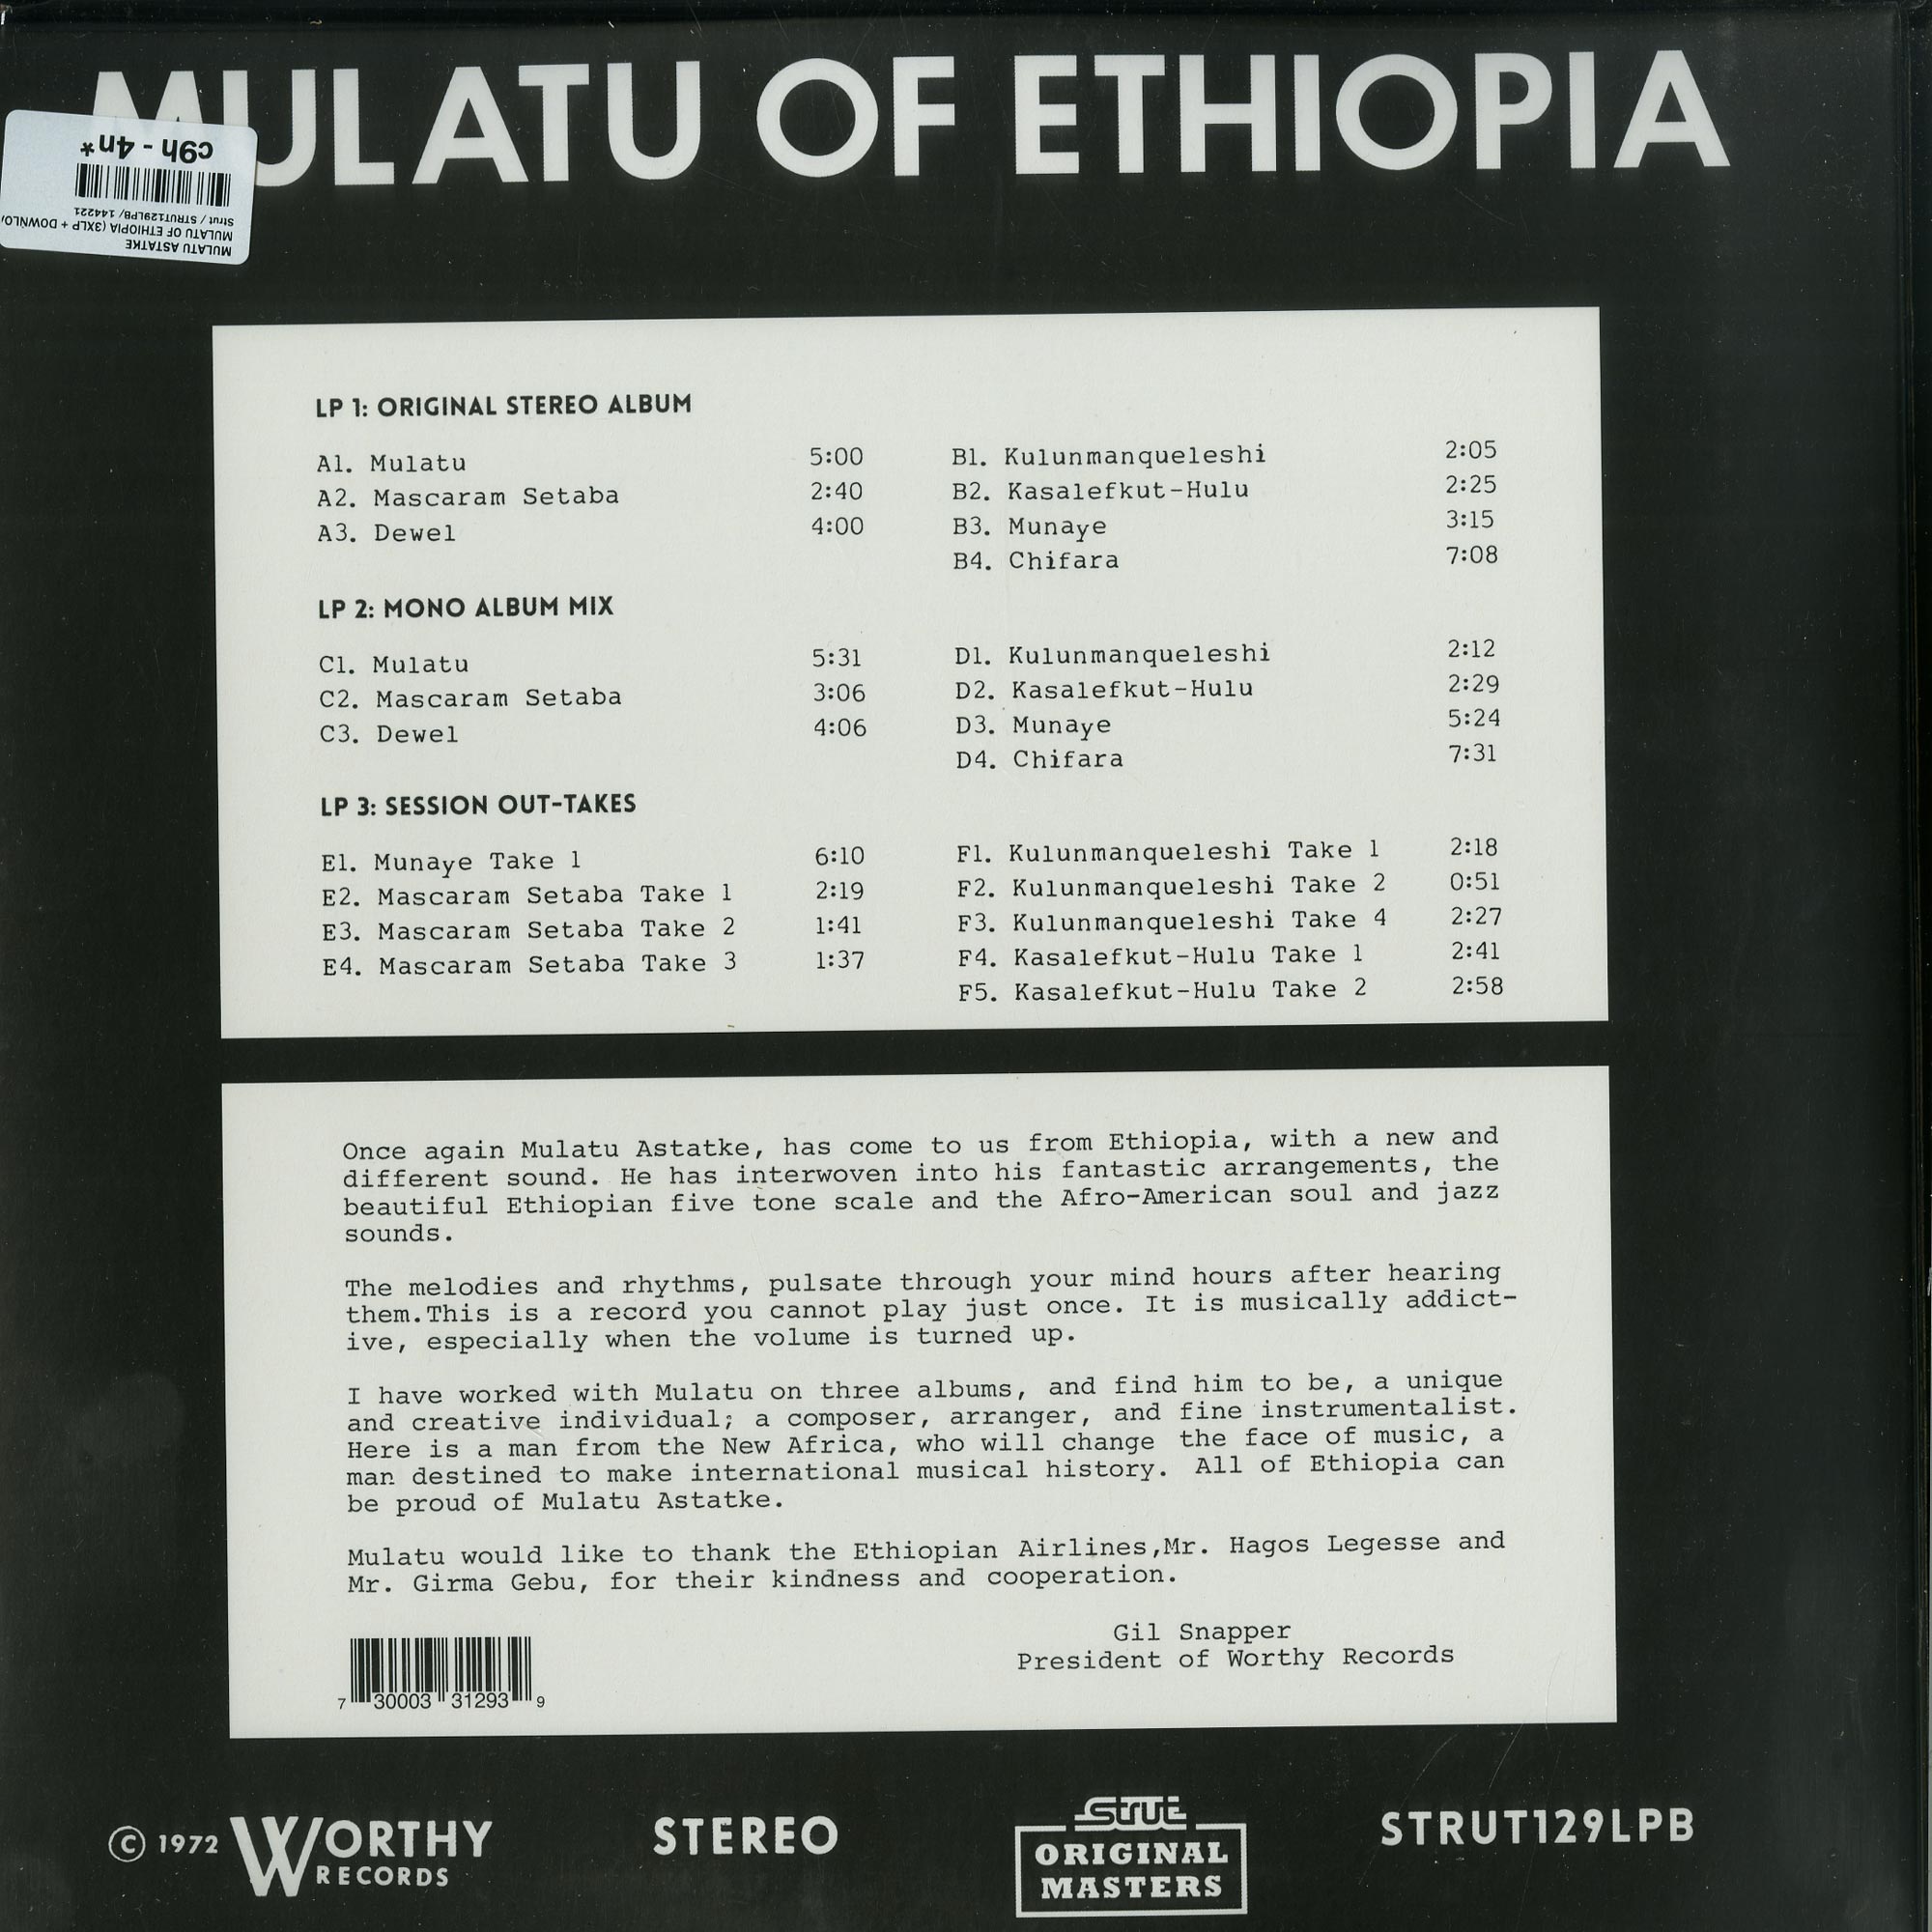 MULATU OF ETHIOPIA
c9h - 4n*
Strut / STRUT129LPB/ 144221
MULATU OF ETHIOPIA (3XLP +
MULATU ASTATKE
LP 1: ORIGINAL STEREO ALBUM
A1. Mulatu 5:00
A2. Mascaram Setaba 2:40
A3. Dewel 4:00
B1. Kulunmanqueleshi 2:05
B2. Kasalefkut-Hulu 2:25
B3. Munaye 3:15
B4. Chifara 7:08
LP 2: MONO ALBUM MIX
C1. Mulatu 5:31
C2. Mascaram Setaba 3:06
C3. Dewel 4:06
D1. Kulunmanqueleshi 2:12
D2. Kasalefkut-Hulu 2:29
D3. Munaye 5:24
D4. Chifara 7:31
LP 3: SESSION OUT-TAKES
E1. Munaye Take 1 6:10
E2. Mascaram Setaba Take 1 2:19
E3. Mascaram Setaba Take 2 1:41
E4. Mascaram Setaba Take 3 1:37
F1. Kulunmanqueleshi Take 1 2:18
F2. Kulunmanqueleshi Take 2 0:51
F3. Kulunmanqueleshi Take 4 2:27
F4. Kasalefkut-Hulu Take 1 2:41
F5. Kasalefkut-Hulu Take 2 2:58
Once again Mulatu Astatke, has come to us from Ethiopia, with a new and
different sound. He has interwoven into his fantastic arrangements, the
beautiful Ethiopian five tone scale and the Afro-American soul and jazz
sounds.
The melodies and rhythms, pulsate through your mind hours after hearing
them.This is a record you cannot play just once. It is musically addict-
ive, especially when the volume is turned up.
I have worked with Mulatu on three albums, and find him to be, a unique
and creative individual; a composer, arranger, and fine instrumentalist.
Here is a man from the New Africa, who will change the face of music, a
man destined to make international musical history. All of Ethiopia can
be proud of Mulatu Astatke.
Mulatu would like to thank the Ethiopian Airlines,Mr. Hagos Legesse and
Mr. Girma Gebu, for their kindness and cooperation.
Gil Snapper
President of Worthy Records
7 30003 31293 9
© 1972 WORTHY
RECORDS
STEREO
Strut
ORIGINAL
MASTERS
STRUT129LPB